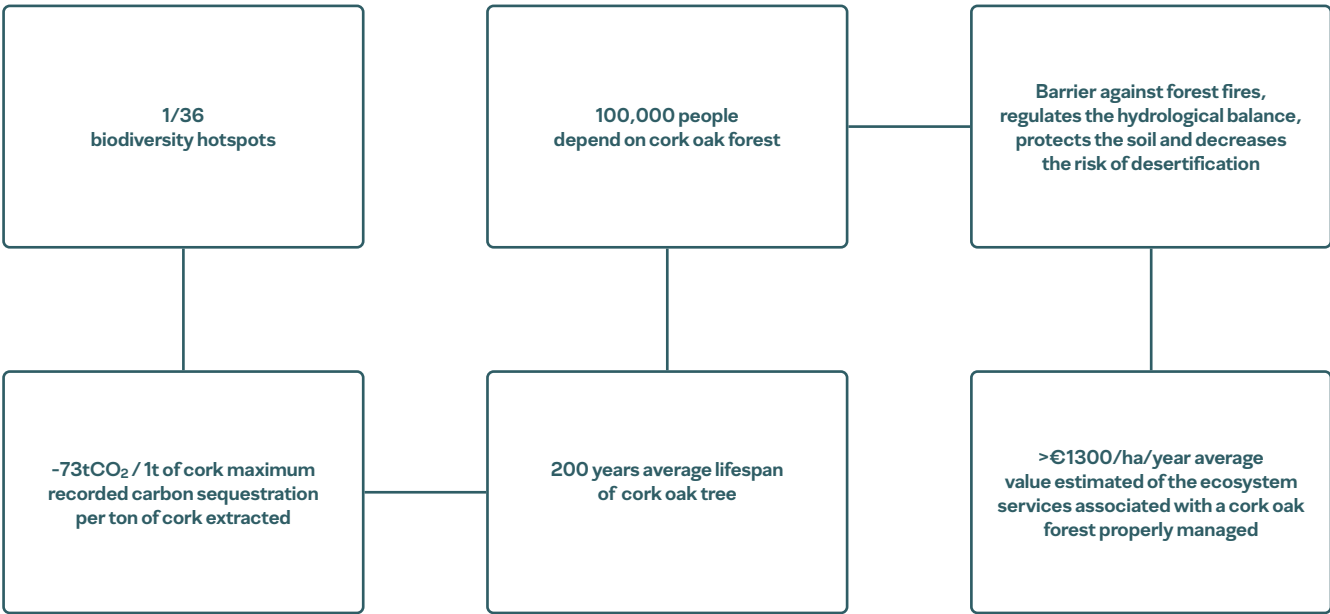 1/36
biodiversity hotspots
100,000 people
depend on cork oak forest
Barrier against forest fires,
regulates the hydrological balance,
protects the soil and decreases
the risk of desertification
-73tCO₂ / 1t of cork maximum
recorded carbon sequestration
per ton of cork extracted
200 years average lifespan
of cork oak tree
>€1300/ha/year average
value estimated of the ecosystem
services associated with a cork oak
forest properly managed